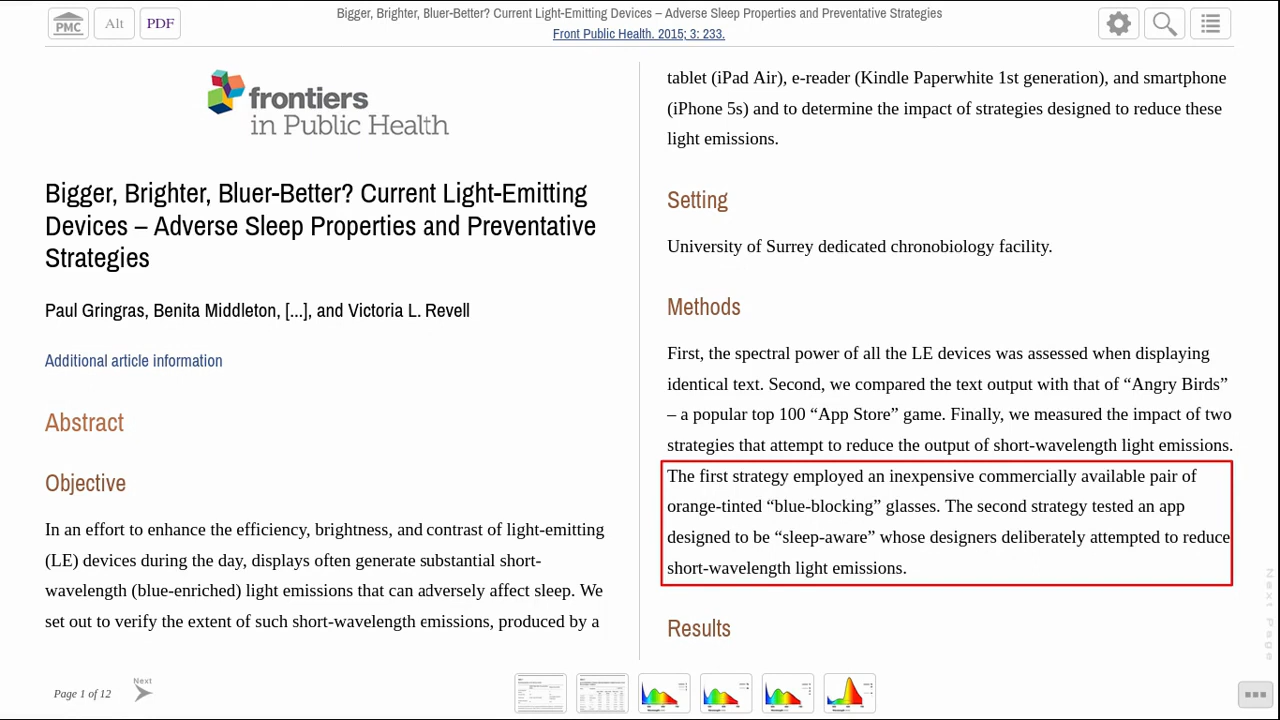 PMC
Alt
PDF
Bigger, Brighter, Bluer-Better? Current Light-Emitting Devices – Adverse Sleep Properties and Preventative Strategies
Front Public Health. 2015; 3: 233.
frontiers
in Public Health
Bigger, Brighter, Bluer-Better? Current Light-Emitting
Devices – Adverse Sleep Properties and Preventative
Strategies
Paul Gringras, Benita Middleton, [...], and Victoria L. Revell
Additional article information
Abstract
Objective
In an effort to enhance the efficiency, brightness, and contrast of light-emitting
(LE) devices during the day, displays often generate substantial short-
wavelength (blue-enriched) light emissions that can adversely affect sleep. We
set out to verify the extent of such short-wavelength emissions, produced by a
tablet (iPad Air), e-reader (Kindle Paperwhite 1st generation), and smartphone
(iPhone 5s) and to determine the impact of strategies designed to reduce these
light emissions.
Setting
University of Surrey dedicated chronobiology facility.
Methods
First, the spectral power of all the LE devices was assessed when displaying
identical text. Second, we compared the text output with that of “Angry Birds”
– a popular top 100 “App Store” game. Finally, we measured the impact of two
strategies that attempt to reduce the output of short-wavelength light emissions.
The first strategy employed an inexpensive commercially available pair of
orange-tinted “blue-blocking” glasses. The second strategy tested an app
designed to be “sleep-aware” whose designers deliberately attempted to reduce
short-wavelength light emissions.
Results
Next Page
Page 1 of 12
Next